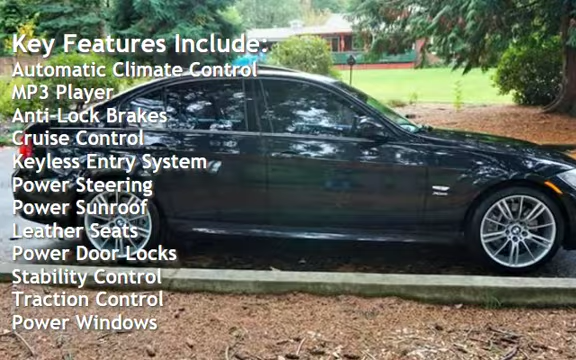 Key Features Include:
Automatic Climate Control
MP3 Player
Anti-Lock Brakes
Cruise Control
Keyless Entry System
Power Steering
Power Sunroof
Leather Seats
Power Door Locks
Stability Control
Traction Control
Power Windows